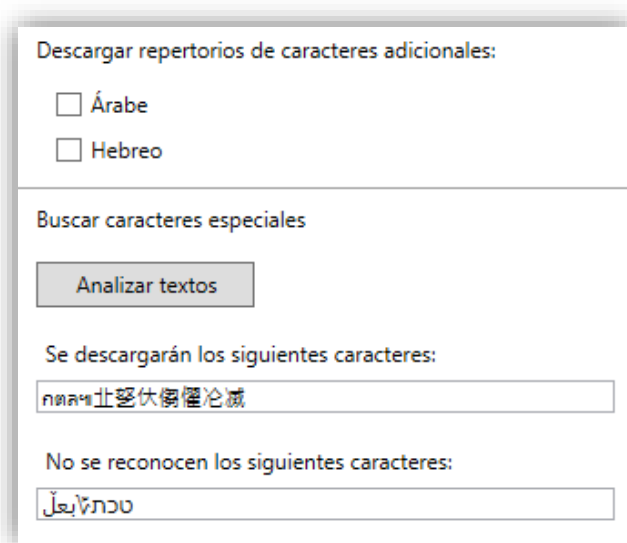 Descargar repertorios de caracteres adicionales:
Árabe
Hebreo
Buscar caracteres especiales
Analizar textos
Se descargarán los siguientes caracteres:
No se reconocen los siguientes caracteres: